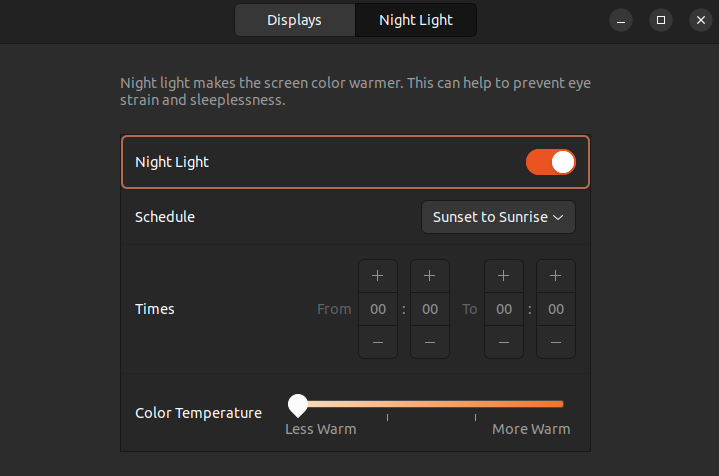 Displays
Night Light
Night light makes the screen color warmer. This can help to prevent eye
strain and sleeplessness.
Night Light
Schedule
Sunset to Sunrise
Times
From 00 : 00 To 00 : 00
Color Temperature
Less Warm
More Warm